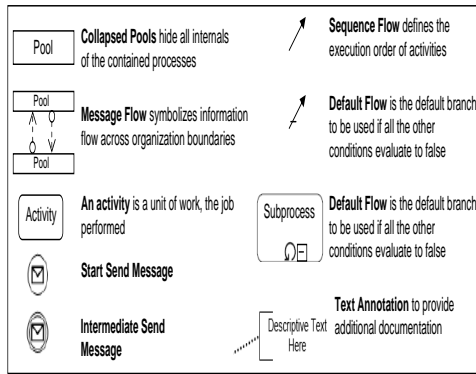 Pool
Collapsed Pools hide all internals
of the contained processes
Pool
Pool
Message Flow symbolizes information
flow across organization boundaries
Activity
An activity is a unit of work, the job
performed
Start Send Message
Intermediate Send
Message
Sequence Flow defines the
execution order of activities
Default Flow is the default branch
to be used if all the other
conditions evaluate to false
Subprocess
Default Flow is the default branch
to be used if all the other
conditions evaluate to false
Descriptive Text
Here
Text Annotation to provide
additional documentation